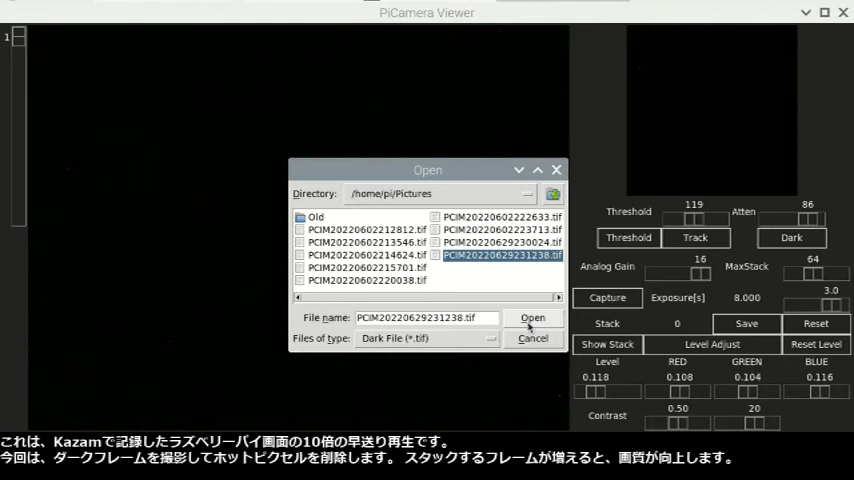 PiCamera Viewer
1
Open
Directory: /home/pi/Pictures
Old
PCIM20220602212812.tif
PCIM20220602213546.tif
PCIM20220602214624.tif
PCIM20220602215701.tif
PCIM20220602220038.tif
PCIM20220602222633.tif
PCIM20220602223713.tif
PCIM20220629230024.tif
PCIM20220629231238.tif
File name: PCIM20220629231238.tif Open
Files of type: Dark File (*.tif) Cancel
Threshold 119 Atten 86
Threshold Track Dark
Analog Gain 16 MaxStack 64
Capture Exposure[s] 8.000 3.0
Stack 0 Save Reset
Show Stack Level Adjust Reset Level
Level RED GREEN BLUE
0.118 0.108 0.104 0.116
Contrast 0.50 20
これは、Kazamで記録したラズベリーパイ画面の10倍の早送り再生です。
今回は、ダークフレームを撮影してホットピクセルを削除します。 スタックするフレームが増えると、画質が向上します。